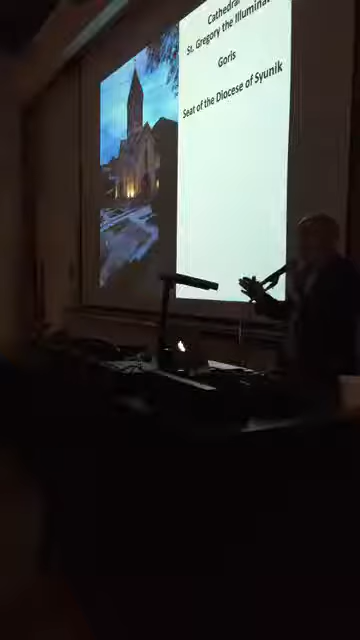 Cathedral
St. Gregory the Illuminat
Goris
Seat of the Diocese of Syunik